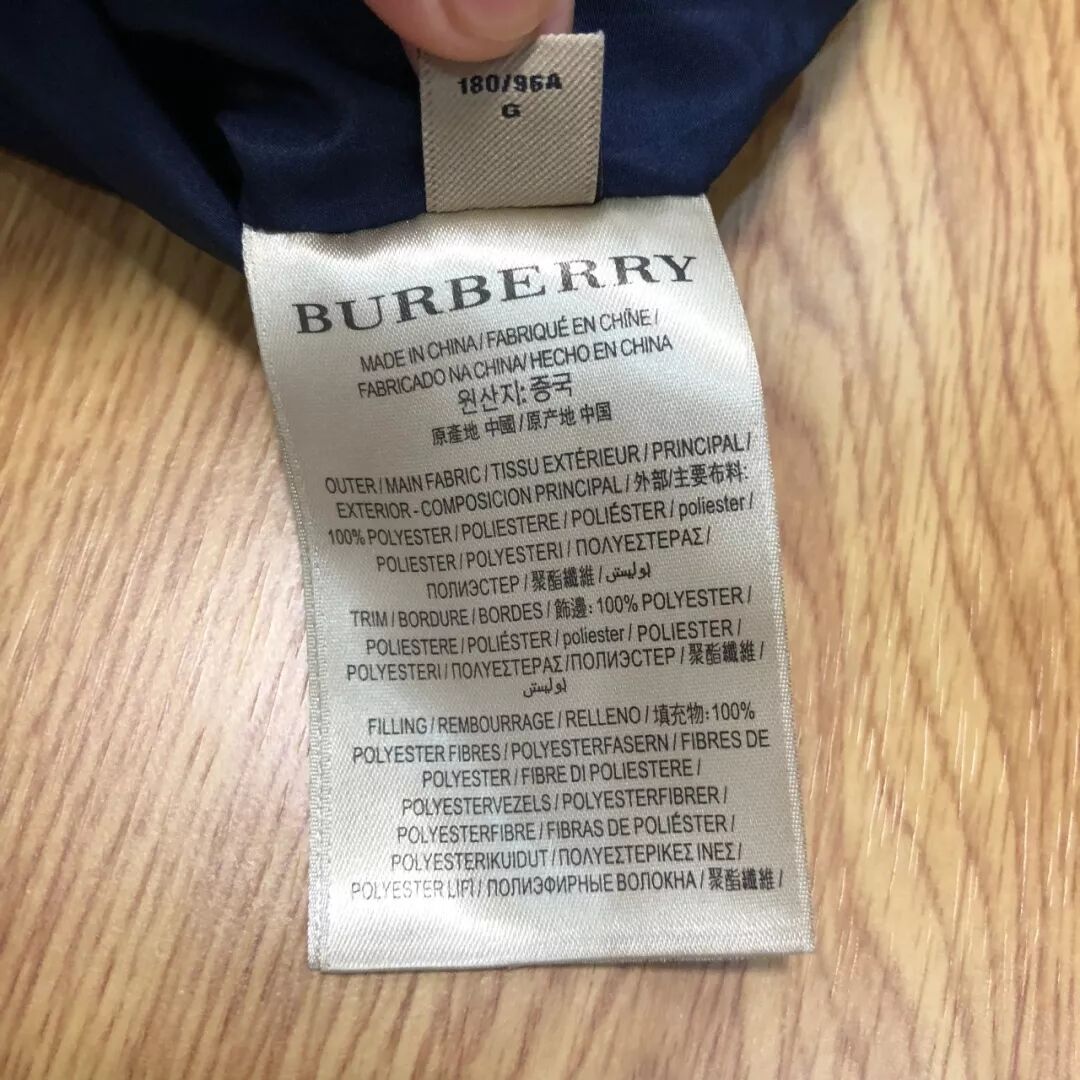 180/96A
G
BURBERRY
MADE IN CHINA / FABRIQUÉ EN CHINE /
FABRICADO NA CHINA/ HECHO EN CHINA
원산지: 중국
原產地 中國 / 原产地 中国
OUTER / MAIN FABRIC / TISSU EXTÉRIEUR / PRINCIPAL /
EXTERIOR - COMPOSICION PRINCIPAL / 外部/主要布料:
100% POLYESTER / POLIESTERE / POLIÉSTER / poliester /
POLIESTER / POLYESTERI / ΠΟΛΥΕΣΤΕΡΑΣ /
ПОЛИЭСТЕР / 聚酯纖維 / بوليستر
TRIM / BORDURE / BORDES / 飾邊: 100% POLYESTER /
POLIESTERE / POLIÉSTER / poliester / POLIESTER /
POLYESTERI / ΠΟΛΥΕΣΤΕΡΑΣ / ПОЛИЭСТЕР / 聚酯纖維 /
بوليستر
FILLING / REMBOURRAGE / RELLENO / 填充物: 100%
POLYESTER FIBRES / POLYESTERFASERN / FIBRES DE
POLYESTER / FIBRE DI POLIESTERE /
POLYESTERVEZELS / POLYESTERFIBRER /
POLYESTERFIBRE / FIBRAS DE POLIÉSTER /
POLYESTERIKUIDUT / ΠΟΛΥΕΣΤΕΡΙΚΕΣ ΙΝΕΣ /
POLYESTER LIFI / ПОЛИЭФИРНЫЕ ВОЛОКНА / 聚酯纖維 /